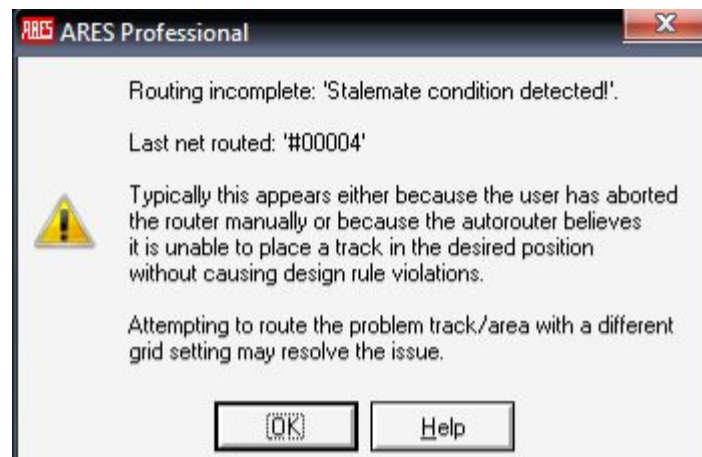 ARES ARES Professional
Routing incomplete: 'Stalemate condition detected!'.
Last net routed: '#00004'
Typically this appears either because the user has aborted
the router manually or because the autorouter believes
it is unable to place a track in the desired position
without causing design rule violations.
Attempting to route the problem track/area with a different
grid setting may resolve the issue.
OK Help